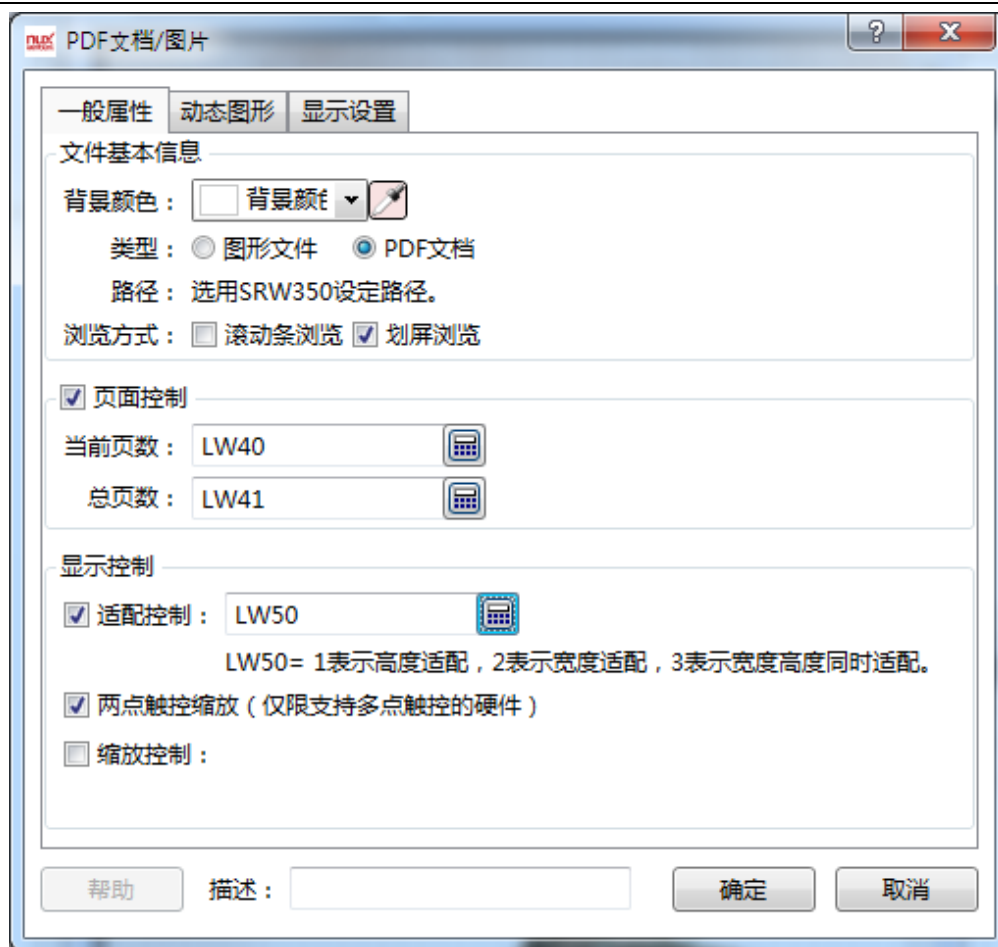 nux PDF文档/图片
一般属性 动态图形 显示设置
文件基本信息
背景颜色： 背景颜
类型： 图形文件 PDF文档
路径： 选用SRW350设定路径。
浏览方式： 滚动条浏览 划屏浏览
页面控制
当前页数： LW40
总页数： LW41
显示控制
适配控制： LW50
LW50= 1表示高度适配，2表示宽度适配，3表示宽度高度同时适配。
两点触控缩放（仅限支持多点触控的硬件）
缩放控制：
帮助 描述： 确定 取消